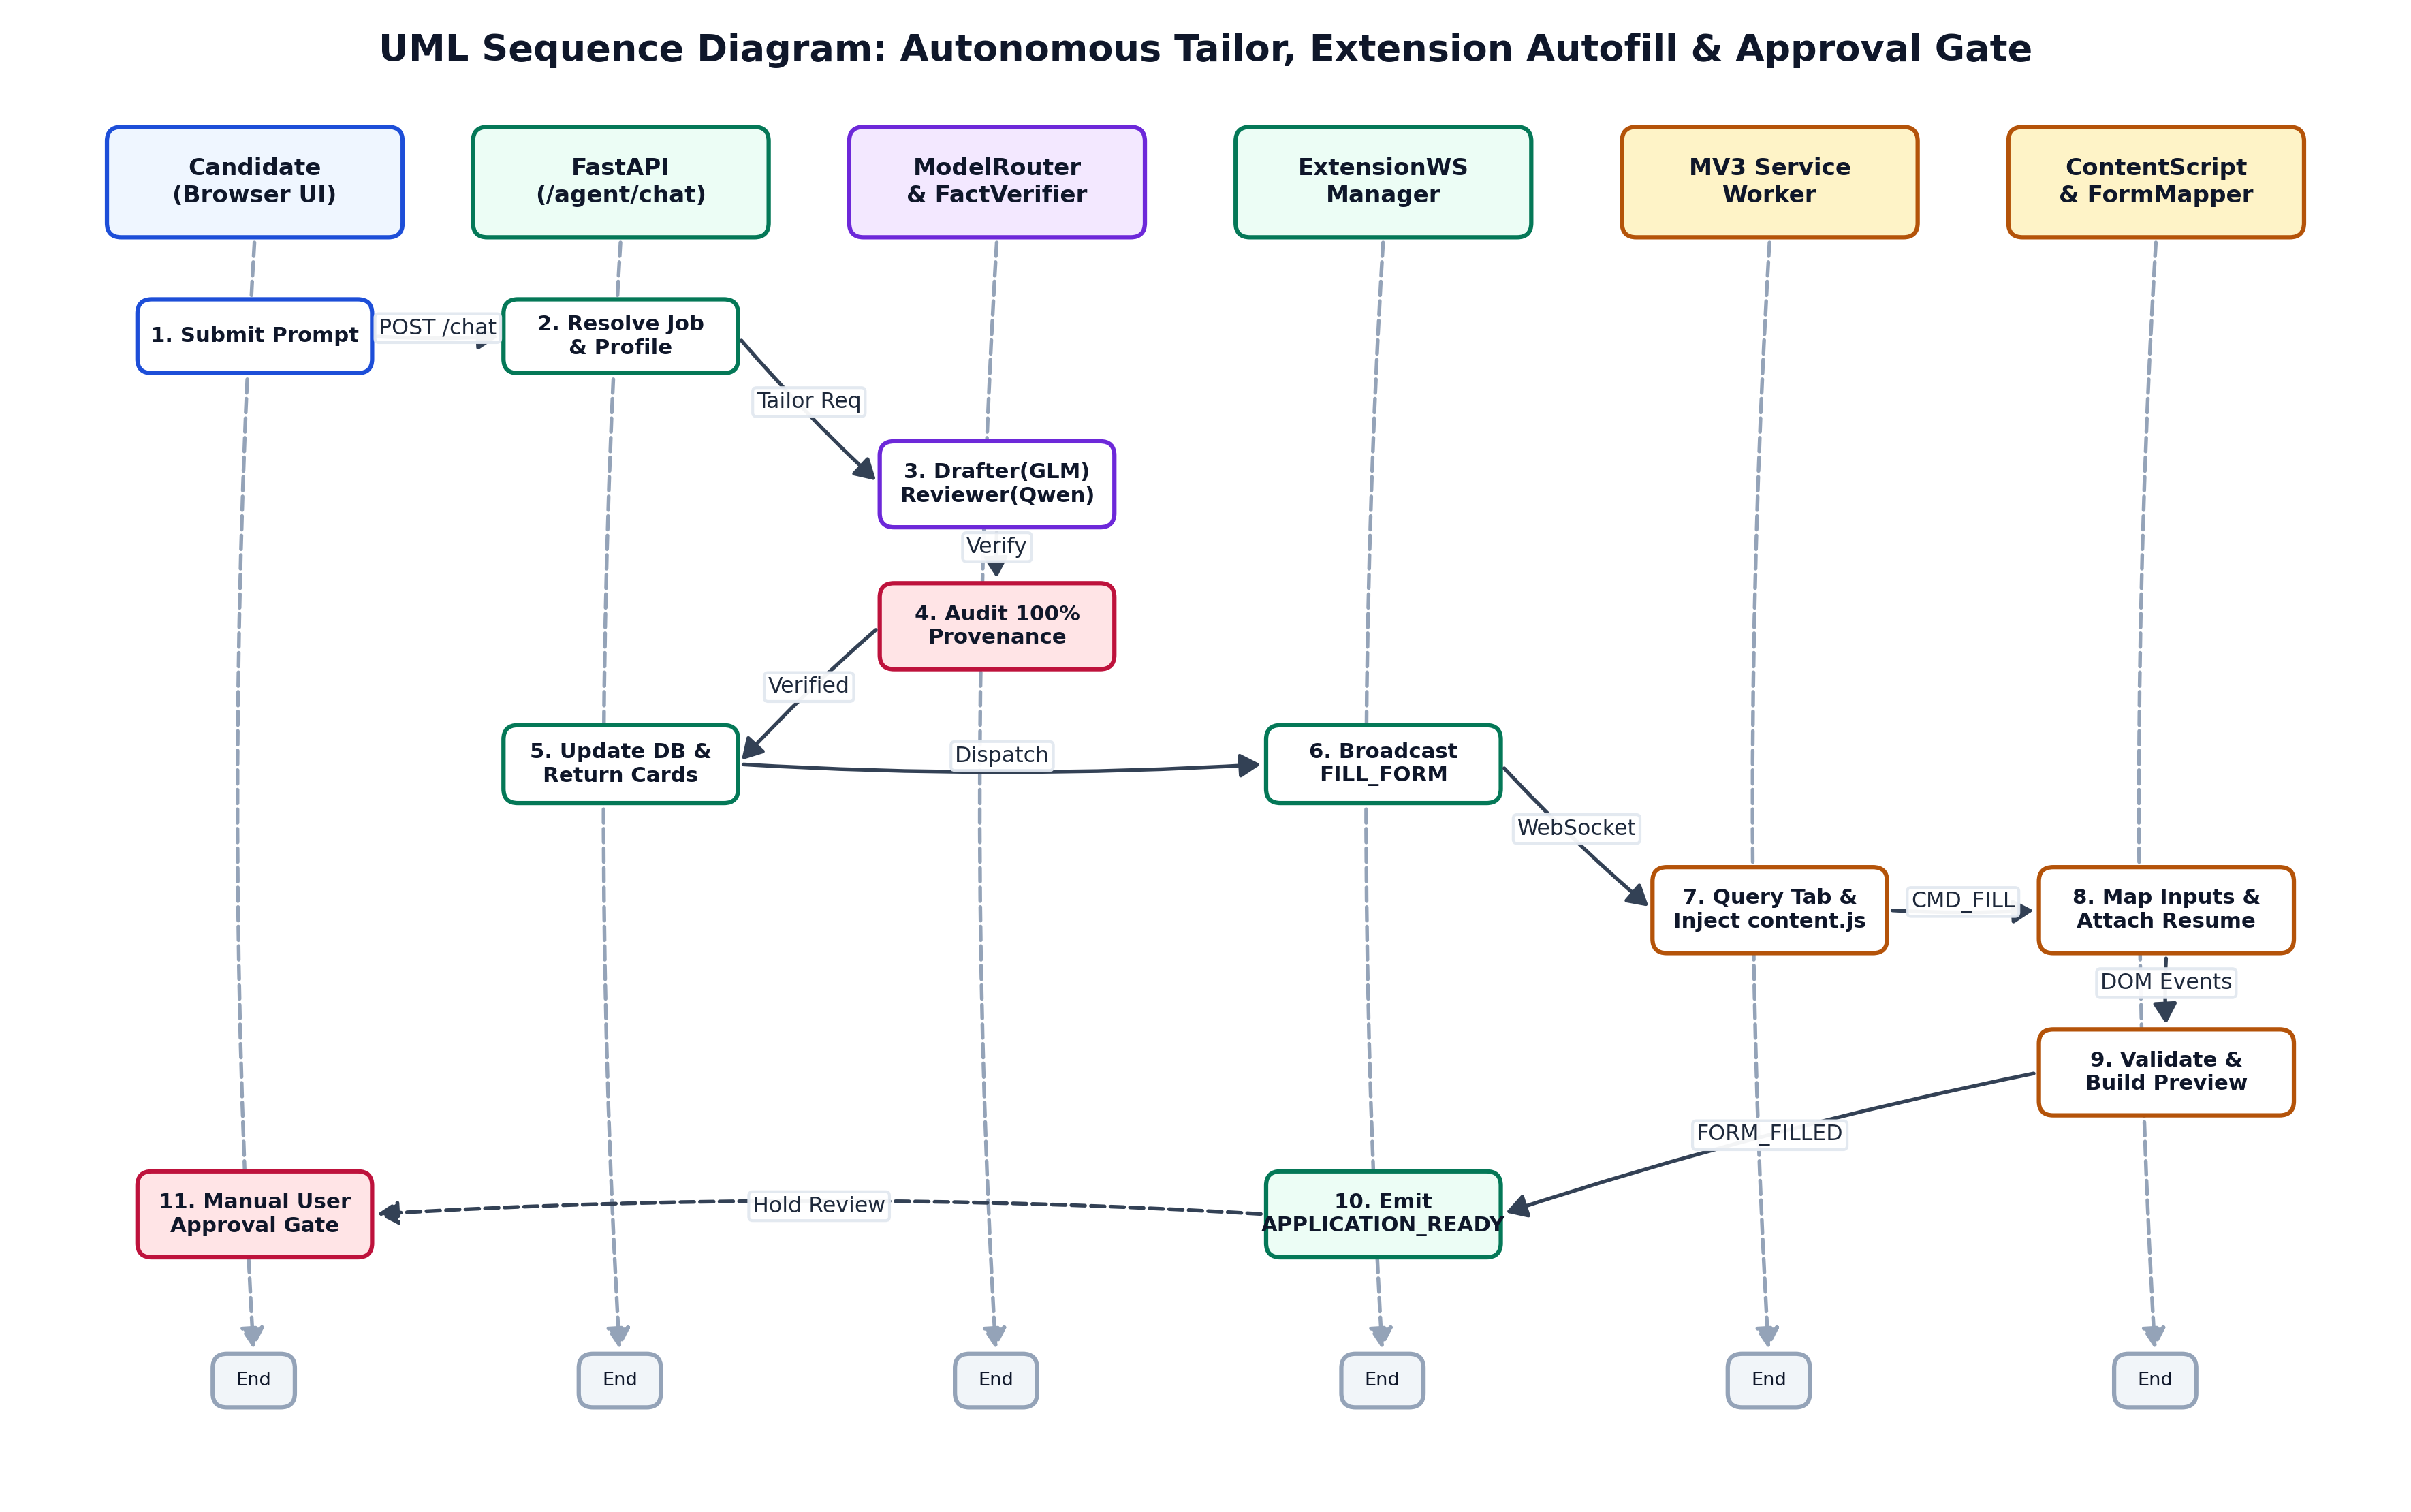 UML Sequence Diagram: Autonomous Tailor, Extension Autofill & Approval Gate
Candidate
(Browser UI)
FastAPI
(/agent/chat)
ModelRouter
& FactVerifier
ExtensionWS
Manager
MV3 Service
Worker
ContentScript
& FormMapper
1. Submit Prompt
POST /chat
2. Resolve Job
& Profile
Tailor Req
3. Drafter(GLM)
Reviewer(Qwen)
Verify
4. Audit 100%
Provenance
Verified
5. Update DB &
Return Cards
Dispatch
6. Broadcast
FILL_FORM
WebSocket
7. Query Tab &
Inject content.js
CMD_FILL
8. Map Inputs &
Attach Resume
DOM Events
9. Validate &
Build Preview
FORM_FILLED
10. Emit
APPLICATION_READY
Hold Review
11. Manual User
Approval Gate
End
End
End
End
End
End